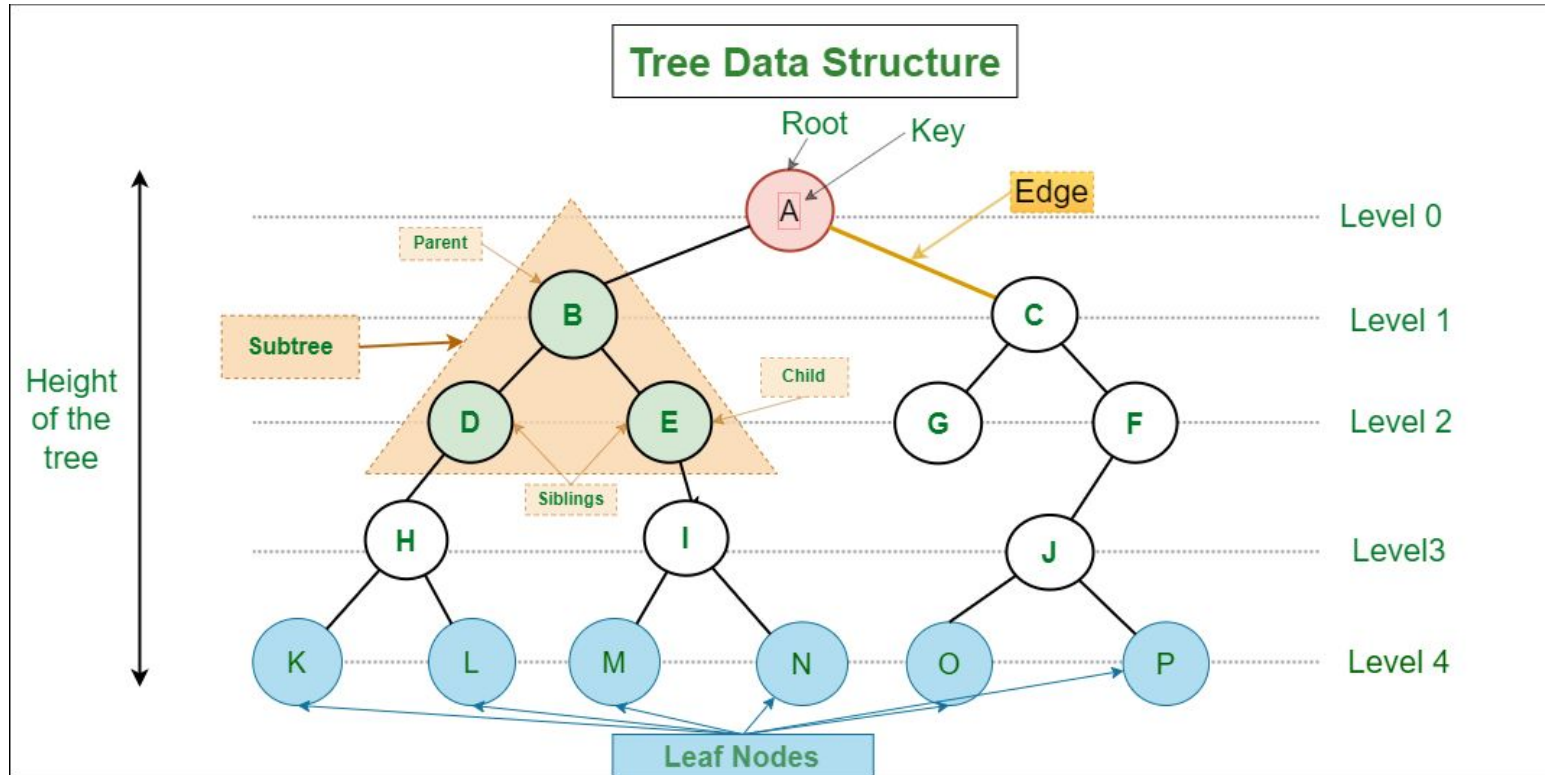 Tree Data Structure
Root
Key
A
Edge
Level 0
Parent
B
C
Level 1
Subtree
Height
of the
tree
Child
D
E
G
F
Level 2
Siblings
H
I
J
Level3
K
L
M
N
O
P
Level 4
Leaf Nodes